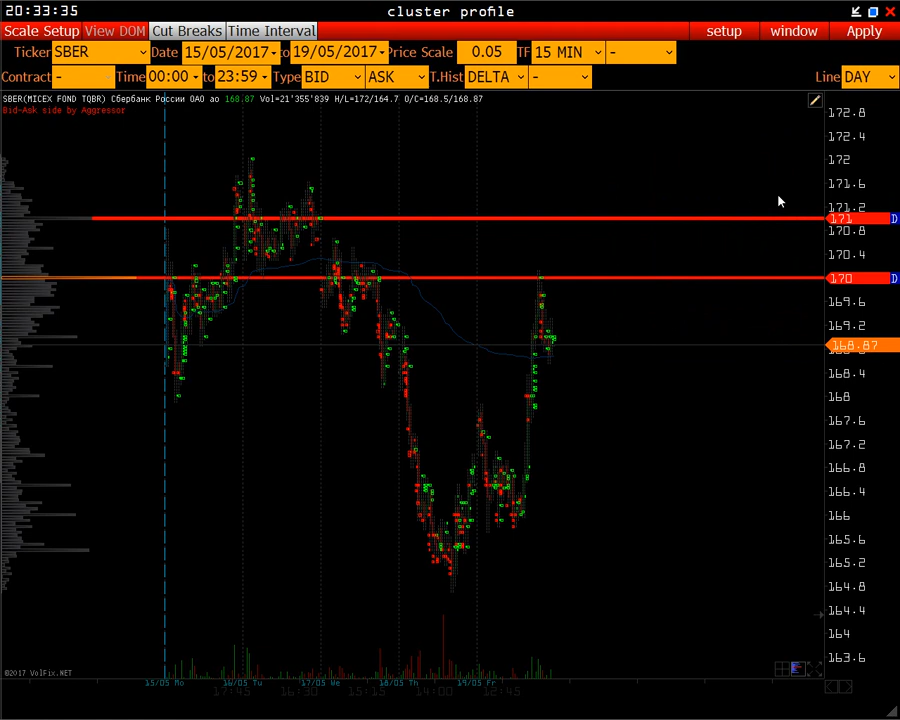 20:33:35 cluster profile
Scale Setup View DOM Cut Breaks Time Interval setup window Apply
Ticker SBER Date 15/05/2017 to 19/05/2017 Price Scale 0.05 TF 15 MIN -
Contract - Time 00:00 to 23:59 Type BID ASK T.Hist DELTA - Line DAY
SBER(MICEX FOND TQBR) Сбербанк России ОАО ао 168.87 Vol=21'355'839 H/L=172/164.7 O/C=168.5/168.87
Bid-Ask side by Aggressor
172.8
172.4
172
171.6
171.2
171 D
170.8
170.4
170 D
169.6
169.2
168.87
168.4
168
167.6
167.2
166.8
166.4
166
165.6
165.2
164.8
164.4
164
163.6
©2017 VolFix.NET
15/05 Mo 16/05 Tu 17/05 We 18/05 Th 19/05 Fr
17:45 16:30 15:15 14:00 12:45